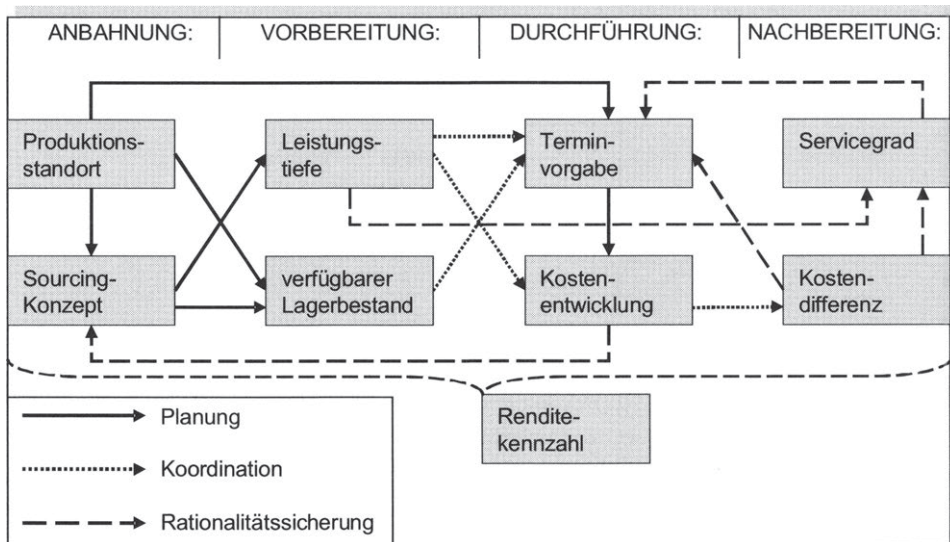 ANBAHNUNG: VORBEREITUNG: DURCHFÜHRUNG: NACHBEREITUNG:
Produktions-
standort
Leistungs-
tiefe
Termin-
vorgabe
Servicegrad
Sourcing-
Konzept
verfügbarer
Lagerbestand
Kosten-
entwicklung
Kosten-
differenz
Rendite-
kennzahl
Planung
Koordination
Rationalitätssicherung